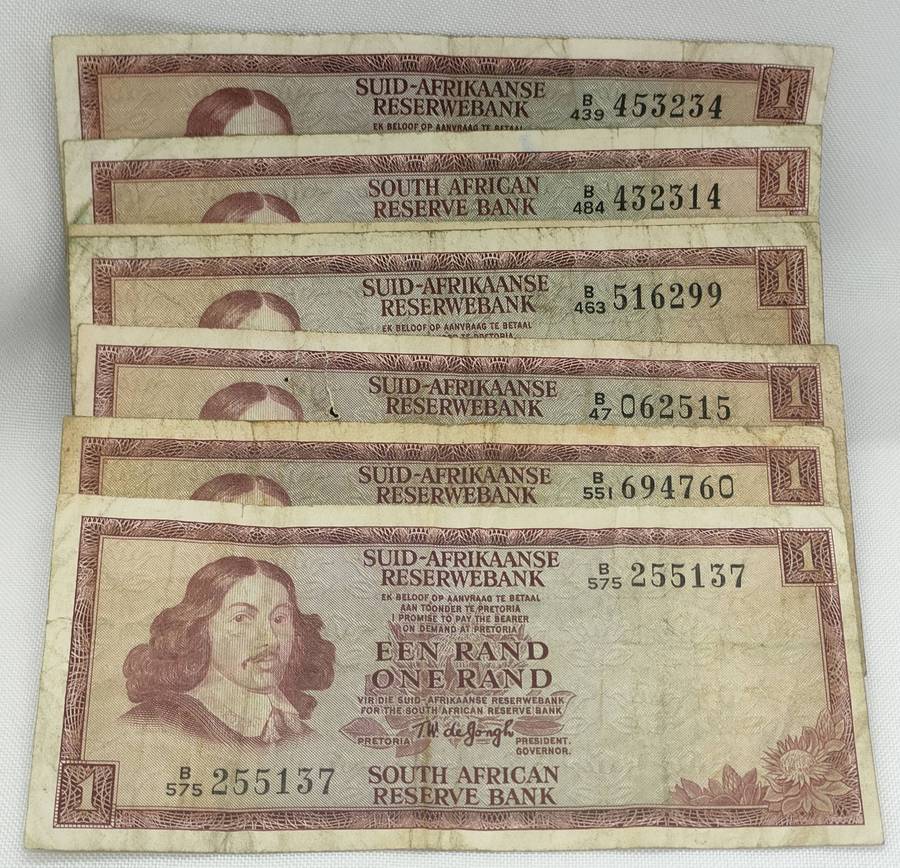 SUID-AFRIKAANSE
RESERWEBANK
B
439 453234
1
EK BELOOF OP AANVRAAG TE BETAAL
SOUTH AFRICAN
RESERVE BANK
B
484 432314
1
SUID-AFRIKAANSE
RESERWEBANK
B
463 516299
1
EK BELOOF OP AANVRAAG TE BETAAL
SUID-AFRIKAANSE
RESERWEBANK
B
47 062515
1
SUID-AFRIKAANSE
RESERWEBANK
B
551 694760
1
SUID-AFRIKAANSE
RESERWEBANK
B
575 255137
1
EK BELOOF OP AANVRAAG TE BETAAL
AAN TOONDER TE PRETORIA
I PROMISE TO PAY THE BEARER
ON DEMAND AT PRETORIA
EEN RAND
ONE RAND
VIR DIE SUID-AFRIKAANSE RESERWEBANK
FOR THE SOUTH AFRICAN RESERVE BANK
T.W. de Jongh
PRETORIA PRESIDENT.
GOVERNOR.
1
B
575 255137
SOUTH AFRICAN
RESERVE BANK